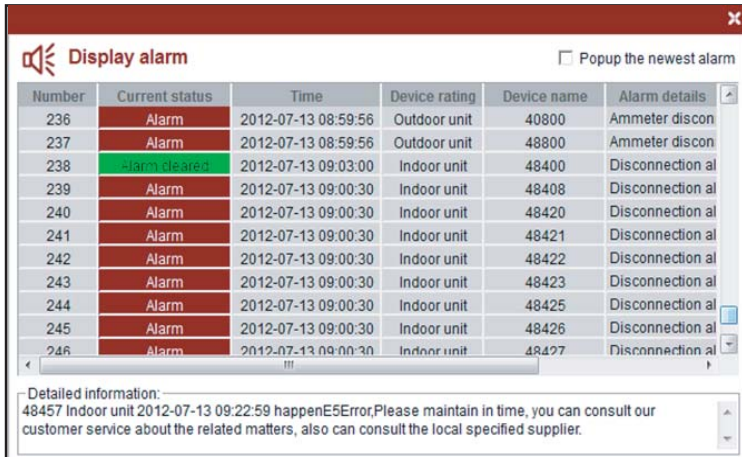 Display alarm
Popup the newest alarm
Number Current status Time Device rating Device name Alarm details
236 Alarm 2012-07-13 08:59:56 Outdoor unit 40800 Ammeter discon
237 Alarm 2012-07-13 08:59:56 Outdoor unit 48800 Ammeter discon
238 Alarm cleared 2012-07-13 09:03:00 Indoor unit 48400 Disconnection al
239 Alarm 2012-07-13 09:00:30 Indoor unit 48408 Disconnection al
240 Alarm 2012-07-13 09:00:30 Indoor unit 48420 Disconnection al
241 Alarm 2012-07-13 09:00:30 Indoor unit 48421 Disconnection al
242 Alarm 2012-07-13 09:00:30 Indoor unit 48422 Disconnection al
243 Alarm 2012-07-13 09:00:30 Indoor unit 48423 Disconnection al
244 Alarm 2012-07-13 09:00:30 Indoor unit 48425 Disconnection al
245 Alarm 2012-07-13 09:00:30 Indoor unit 48426 Disconnection al
246 Alarm 2012-07-13 09:00:30 Indoor unit 48427 Disconnection al
Detailed information:
48457 Indoor unit 2012-07-13 09:22:59 happenE5Error,Please maintain in time, you can consult our
customer service about the related matters, also can consult the local specified supplier.